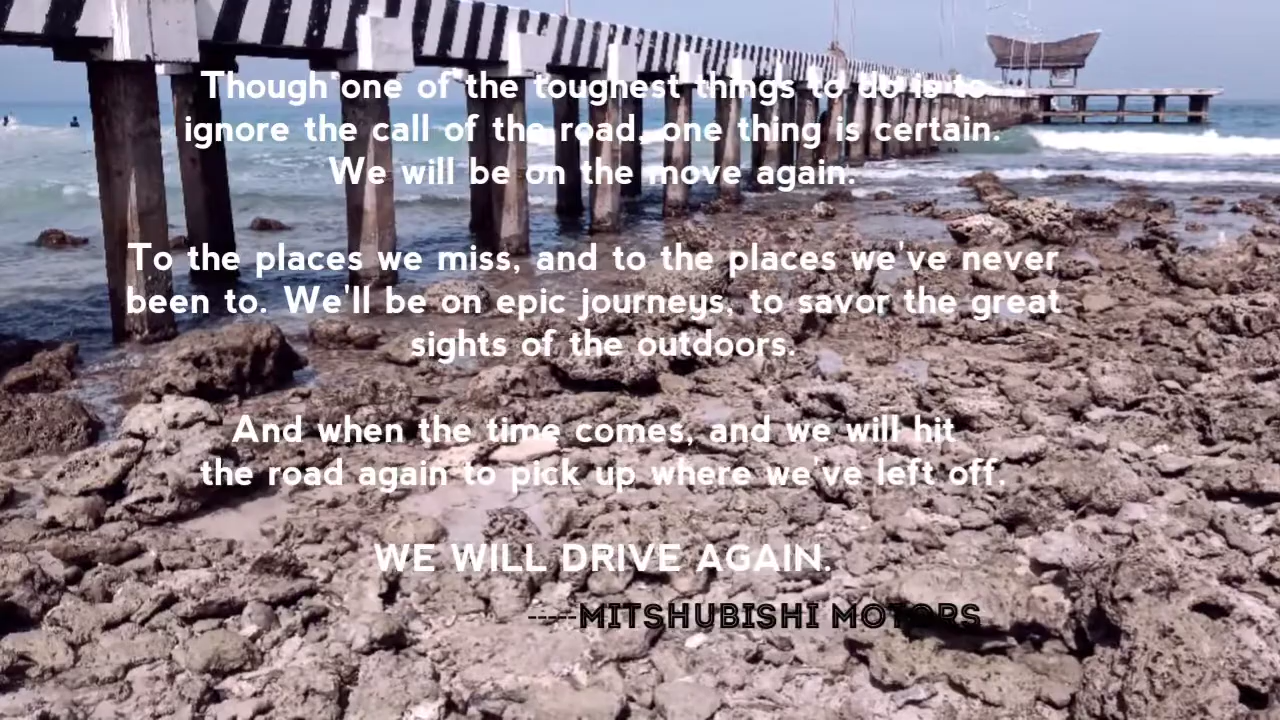 Though one of the toughest things to do is to
ignore the call of the road, one thing is certain.
We will be on the move again.
To the places we miss, and to the places we've never
been to. We'll be on epic journeys, to savor the great
sights of the outdoors.
And when the time comes, and we will hit
the road again to pick up where we've left off.
WE WILL DRIVE AGAIN.
-----MITSHUBISHI MOTORS